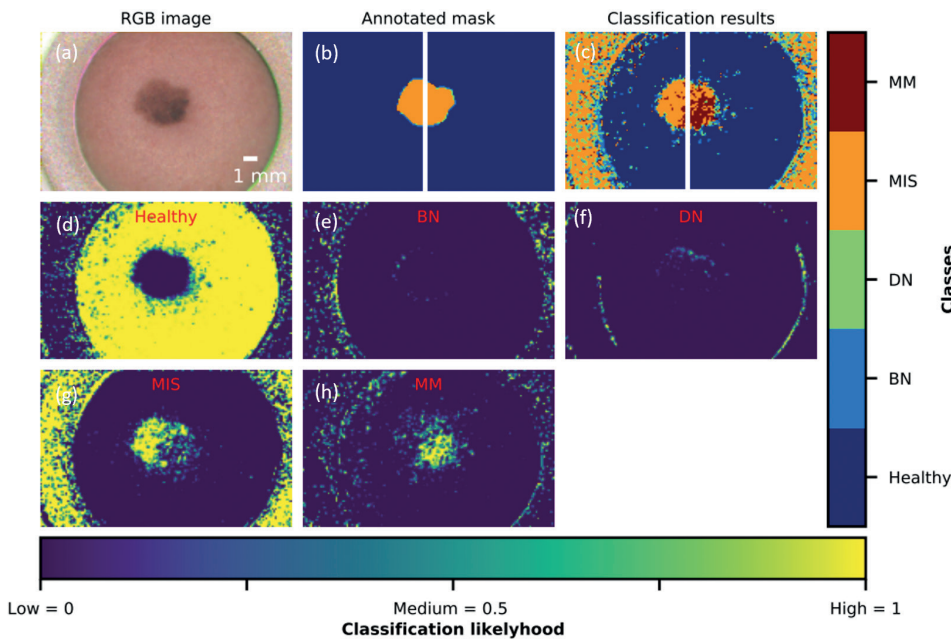 RGB image
Annotated mask
Classification results
(a)
(b)
(c)
1 mm
(d)
Healthy
(e)
BN
(f)
DN
(g)
MIS
(h)
MM
MM
MIS
DN
BN
Healthy
Classes
Low = 0
Medium = 0.5
High = 1
Classification likelyhood